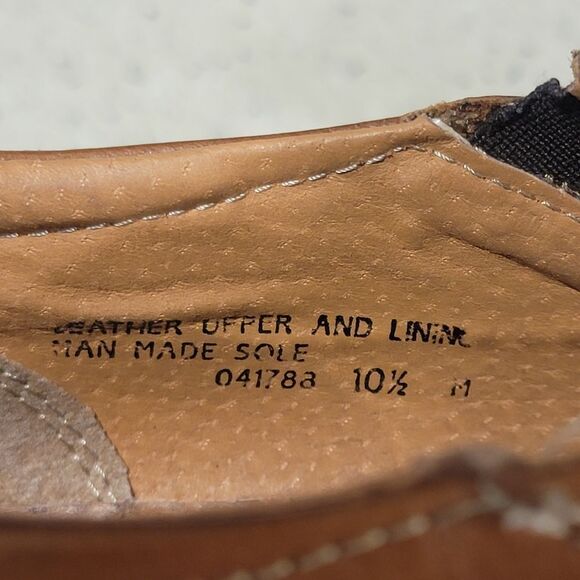 LEATHER UPPER AND LINING
MAN MADE SOLE
041788 10½ M